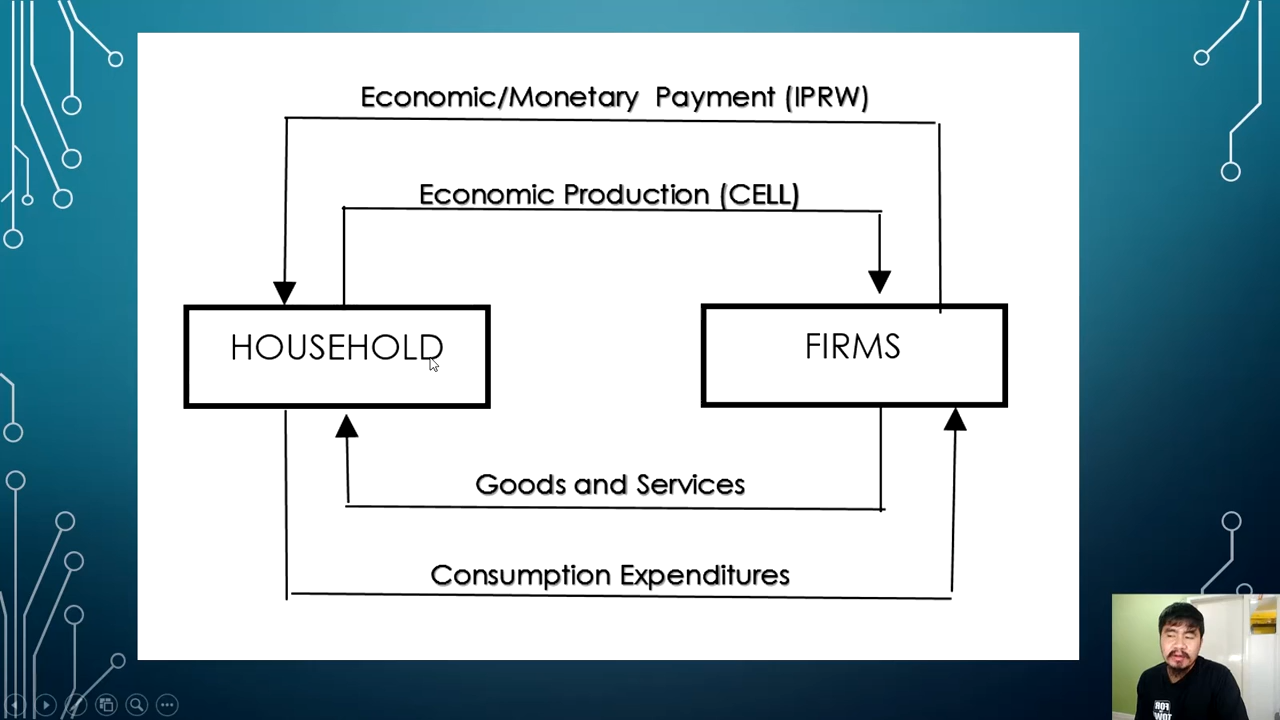 Economic/Monetary Payment (IPRW)
Economic Production (CELL)
HOUSEHOLD
FIRMS
Goods and Services
Consumption Expenditures